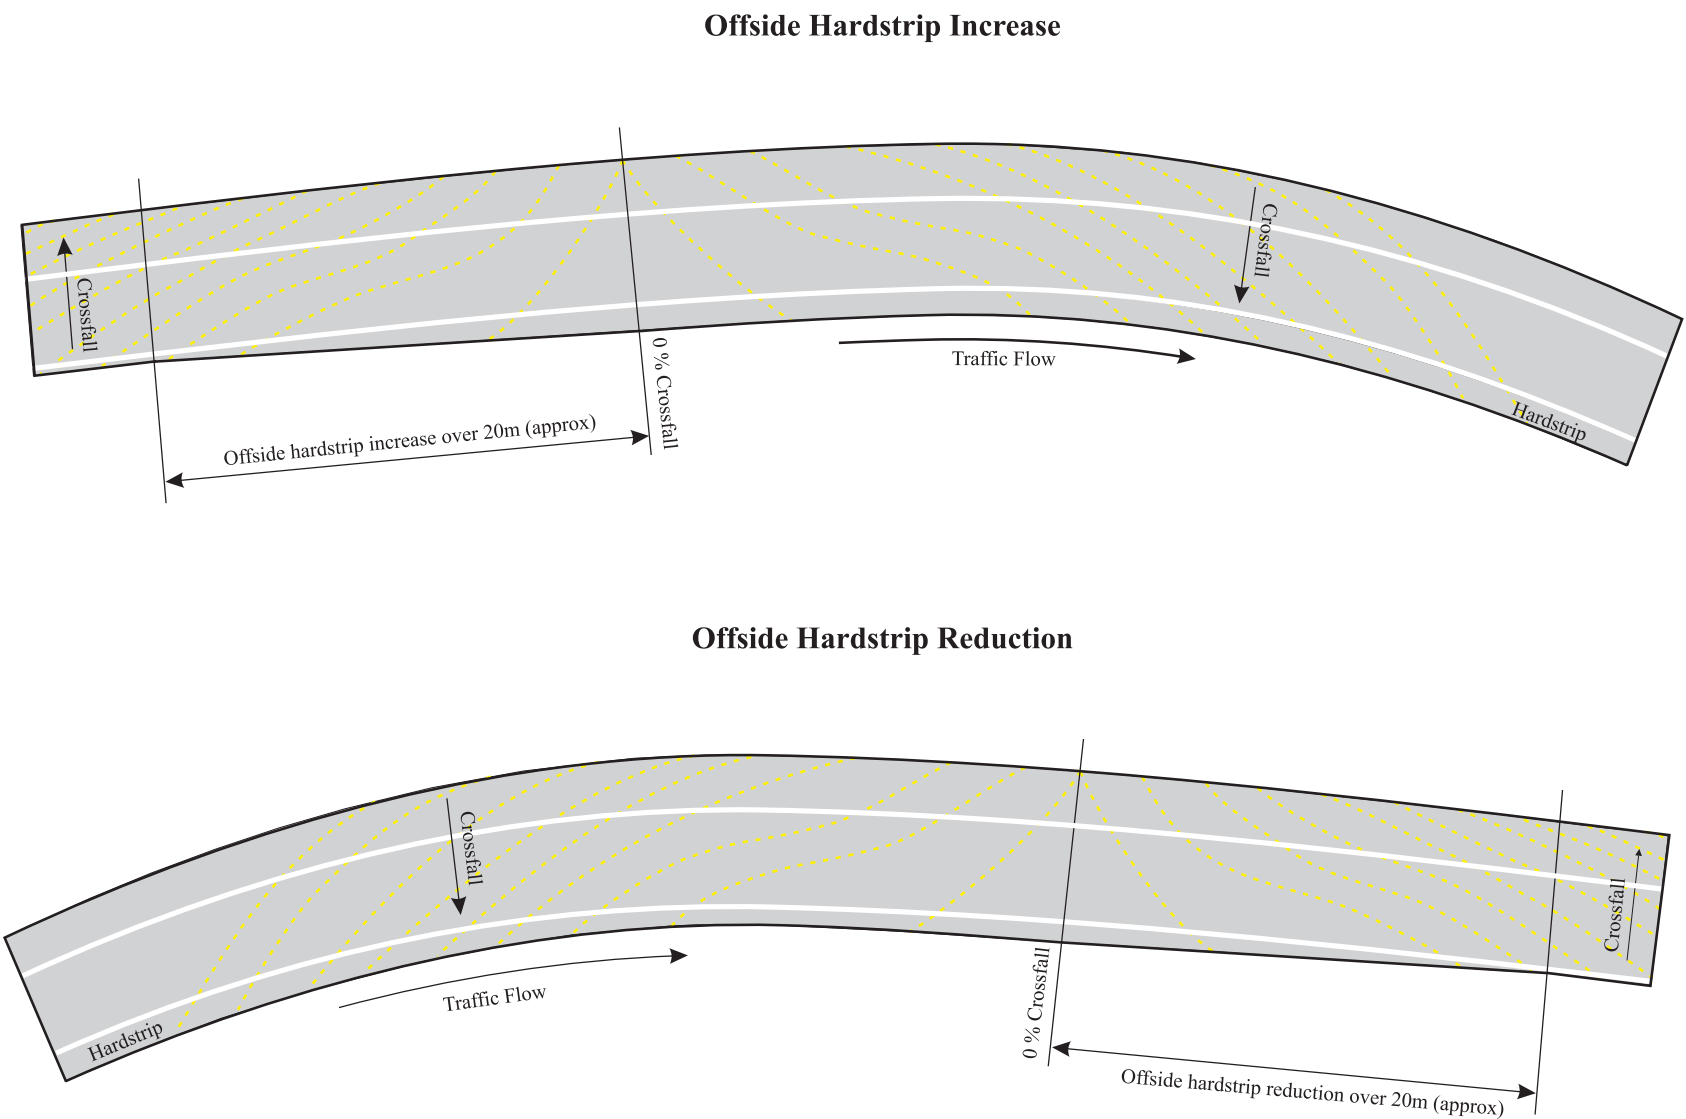 Offside Hardstrip Increase
Crossfall
Crossfall
0 % Crossfall
Traffic Flow
Hardstrip
Offside hardstrip increase over 20m (approx)
Offside Hardstrip Reduction
Crossfall
Crossfall
Traffic Flow
0 % Crossfall
Hardstrip
Offside hardstrip reduction over 20m (approx)